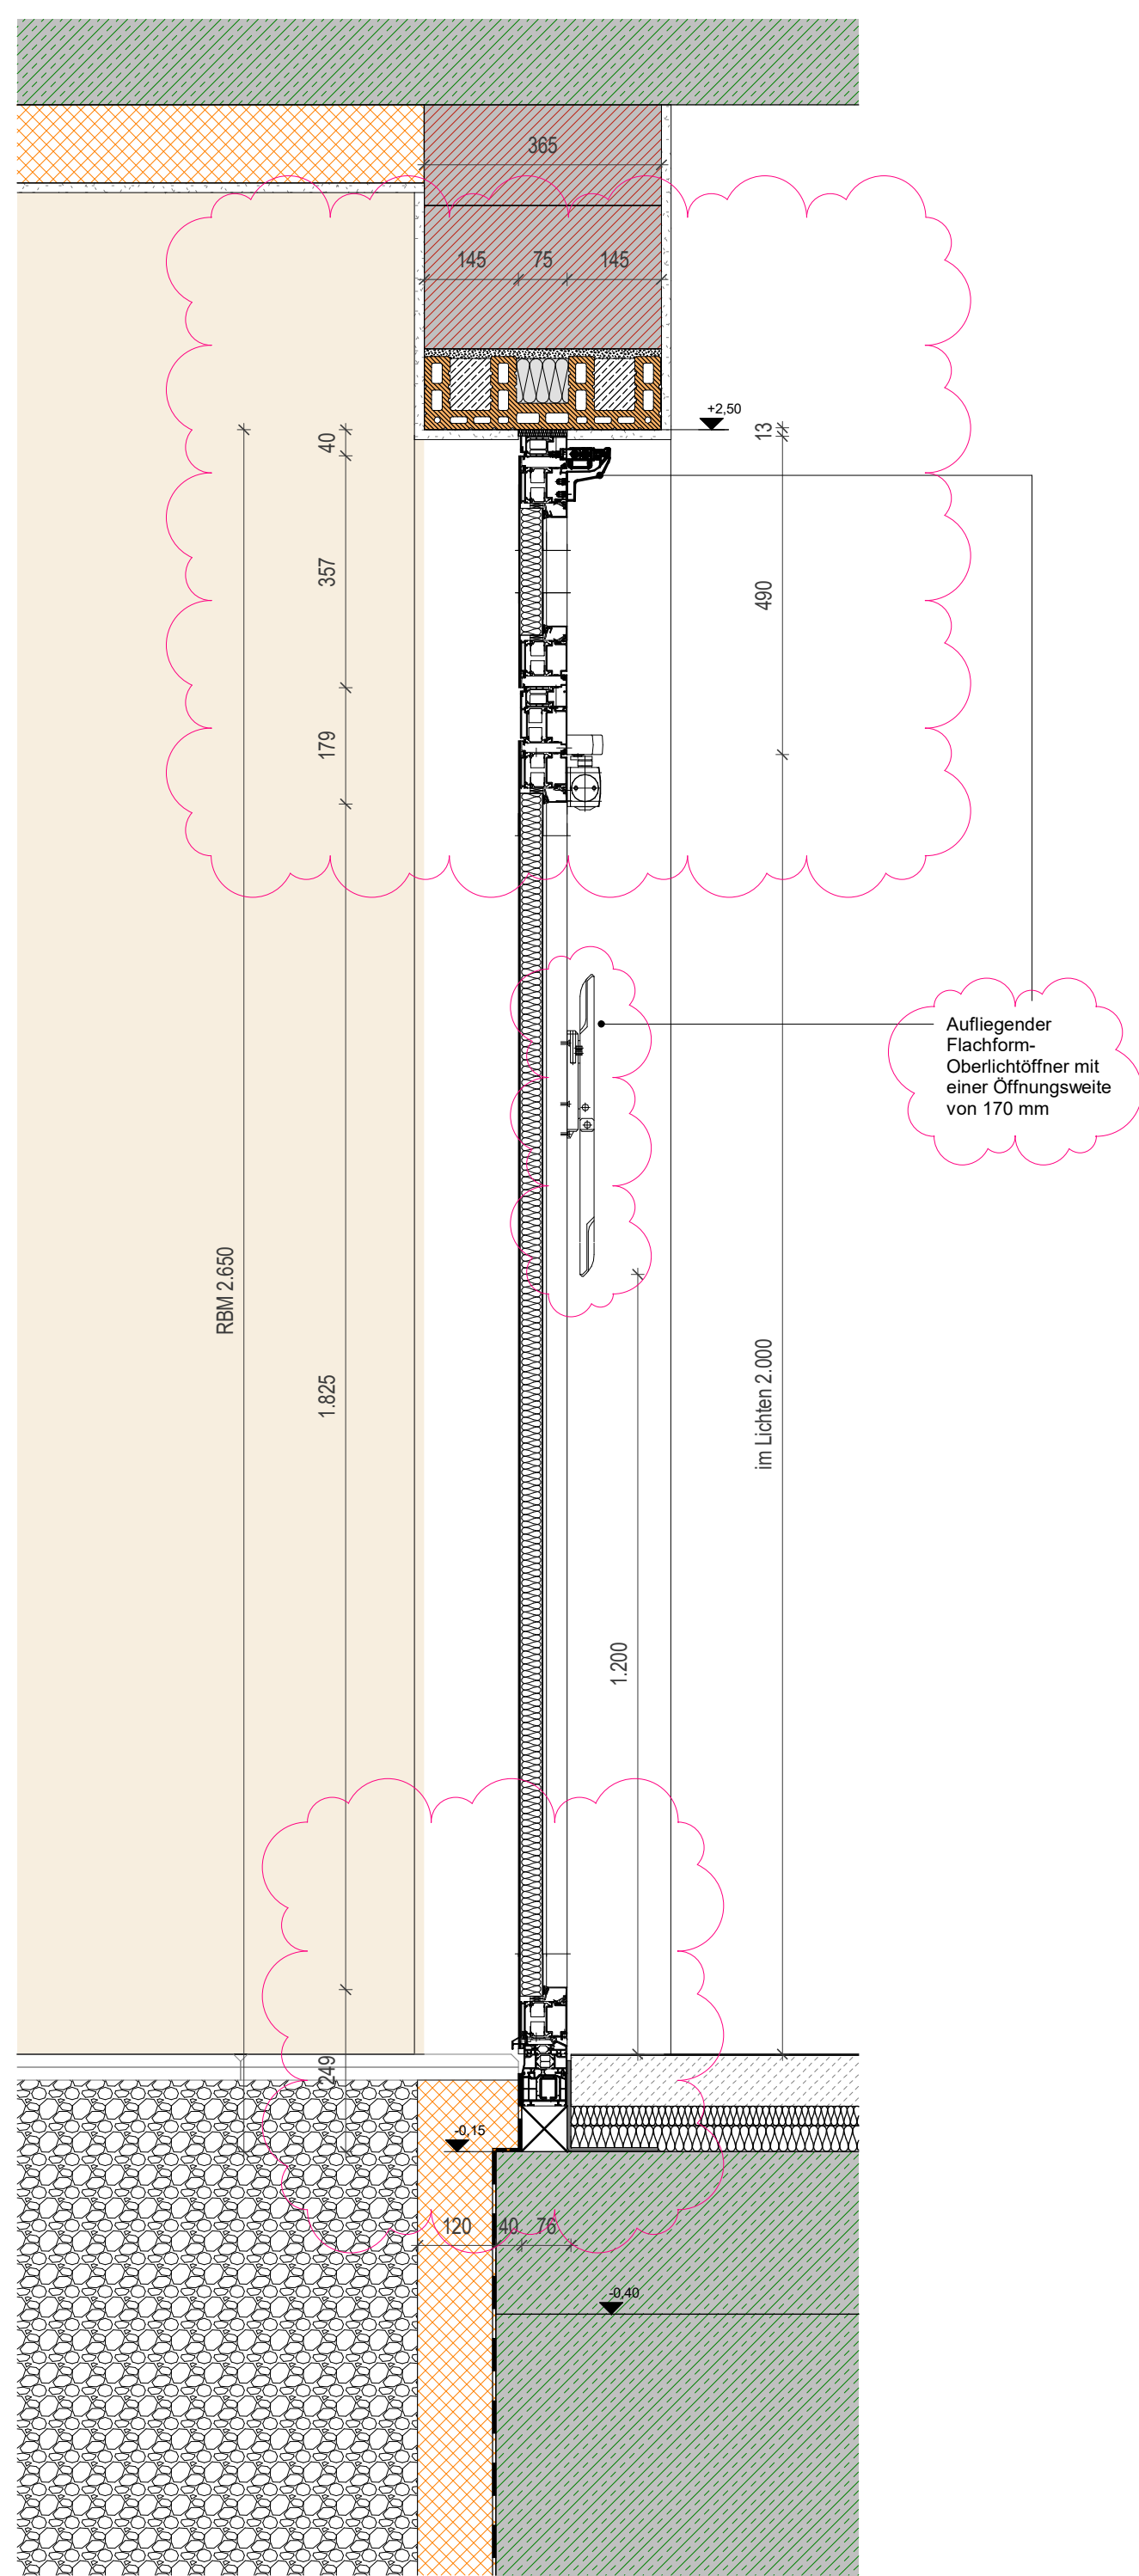 365
145
75
145
+2,50
13
40
357
490
179
Aufliegender
Flachform-
Oberlichtöffner mit
einer Öffnungsweite
von 170 mm
RBM 2.650
1.825
im Lichten 2.000
1.200
249
-0,15
120
40
76
-0,40